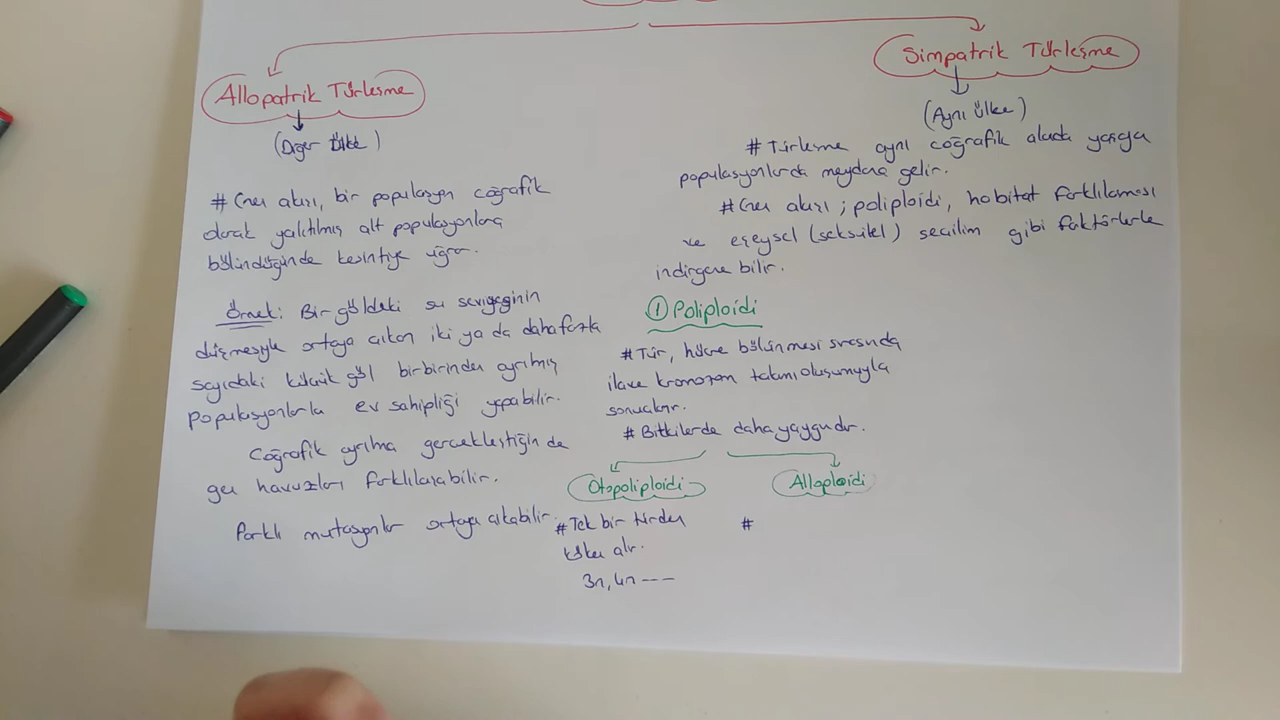 Allopatrik Türleşme
(Diğer Ülke)
# Gen akısı, bir populasyon coğrafik
olarak yalıtılmış alt populasyonlara
bölündüğünde kesintiye uğrar.
Örnek: Bir göldeki su seviyesinin
düşmesiyle ortaya çıkan iki ya da daha fazla
sayıdaki küçük göl birbirinden ayrılmış
populasyonlarla ev sahipliği yapabilir.
Coğrafik ayrılma gerçekleştiğinde
gen havuzları farklılaşabilir.
Farklı mutasyonlar ortaya çıkabilir.
Simpatrik Türleşme
(Aynı Ülke)
# Türleşme aynı coğrafik alanda yaşayan
populasyonlarda meydana gelir.
# Gen akışı; poliploidi, habitat farklılaması
ve eşeysel (seksüel) seçilim gibi faktörlerle
indirgene bilir.
① Poliploidi
# Tür, hücre bölünmesi sırasında
ilave kromozom takımı oluşumuyla
sonuçlanır.
# Bitkilerde daha yaygındır.
Otopoliploidi
# Tek bir türden
köken alır.
3n, 4n ---
Alloploidi
#